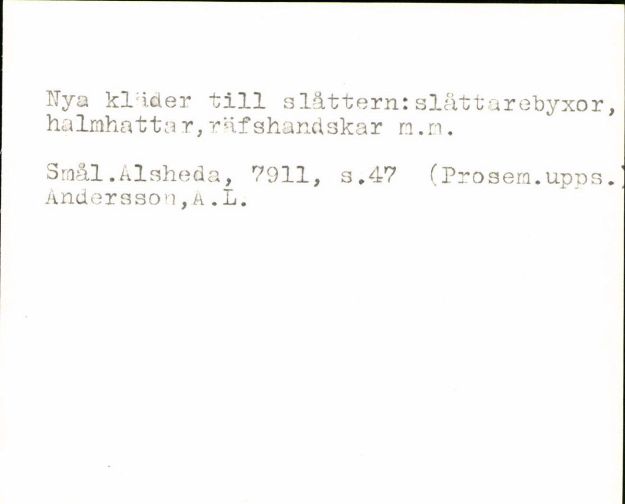 Nya kläder till slåttern:slåttarebyxor,
halmhattar,räfshandskar m.m.
Smål.Alsheda, 7911, s.47 (Prosem.upps.)
Andersson,A.L.